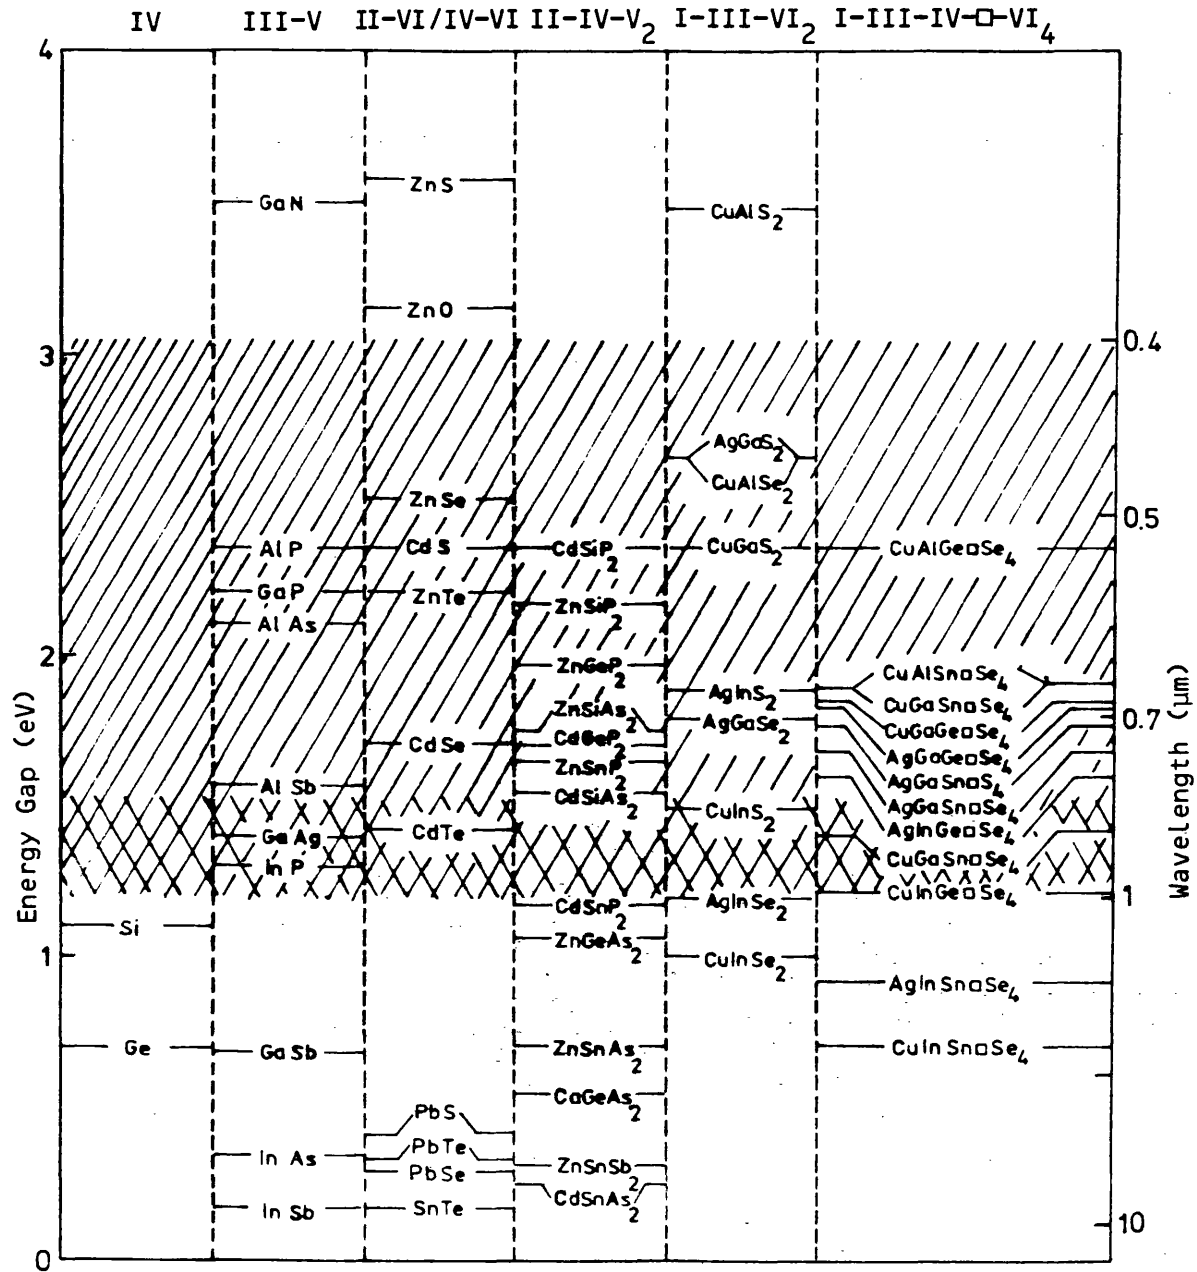 IV III-V II-VI/IV-VI II-IV-V2 I-III-VI2 I-III-IV-□-VI4
4
3
2
1
0
Energy Gap (eV)
Si
Ge
GaN
AlP
GaP
AlAs
AlSb
GaAg
InP
GaSb
InAs
InSb
ZnS
ZnO
ZnSe
CdS
ZnTe
CdSe
CdTe
PbS
PbTe
PbSe
SnTe
CdSiP2
ZnSiP2
ZnGeP2
ZnSiAs2
CdGeP2
ZnSnP2
CdSiAs2
CdSnP2
ZnGeAs2
ZnSnAs2
CaGeAs2
ZnSnSb2
CdSnAs2
CuAlS2
AgGaS2
CuAlSe2
CuGaS2
AgInS2
AgGaSe2
CuInS2
AgInSe2
CuInSe2
CuAlGe□Se4
CuAlSn□Se4
CuGaSn□Se4
CuGaGe□Se4
AgGaGe□Se4
AgGaSn□S4
AgGaSn□Se4
AgInGe□Se4
CuGaSn□Se4
CuInGe□Se4
AgInSn□Se4
CuInSn□Se4
0.4
0.5
0.7
1
10
Wavelength (μm)